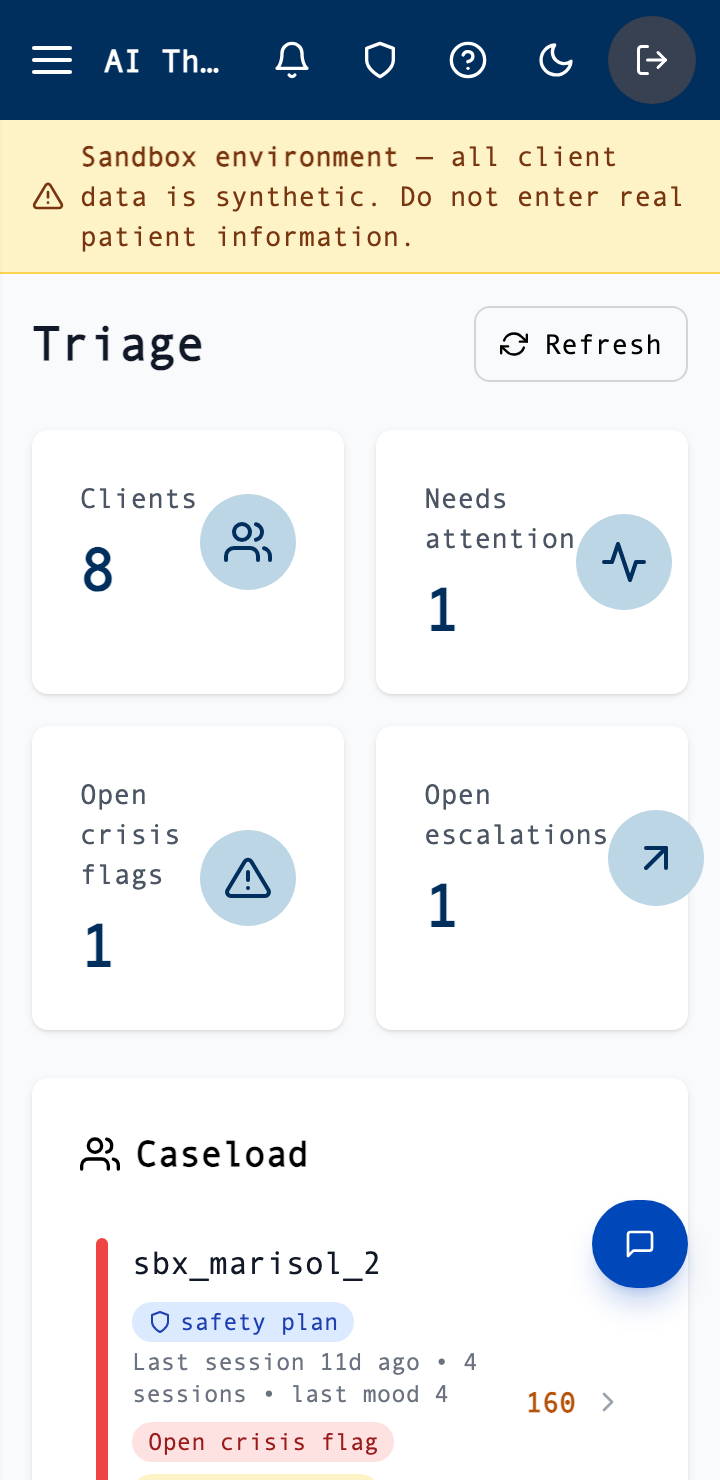 AI Th…
Sandbox environment — all client
data is synthetic. Do not enter real
patient information.
Triage
Refresh
Clients
8
Needs
attention
1
Open
crisis
flags
1
Open
escalations
1
Caseload
sbx_marisol_2
safety plan
Last session 11d ago • 4
sessions • last mood 4
160
Open crisis flag